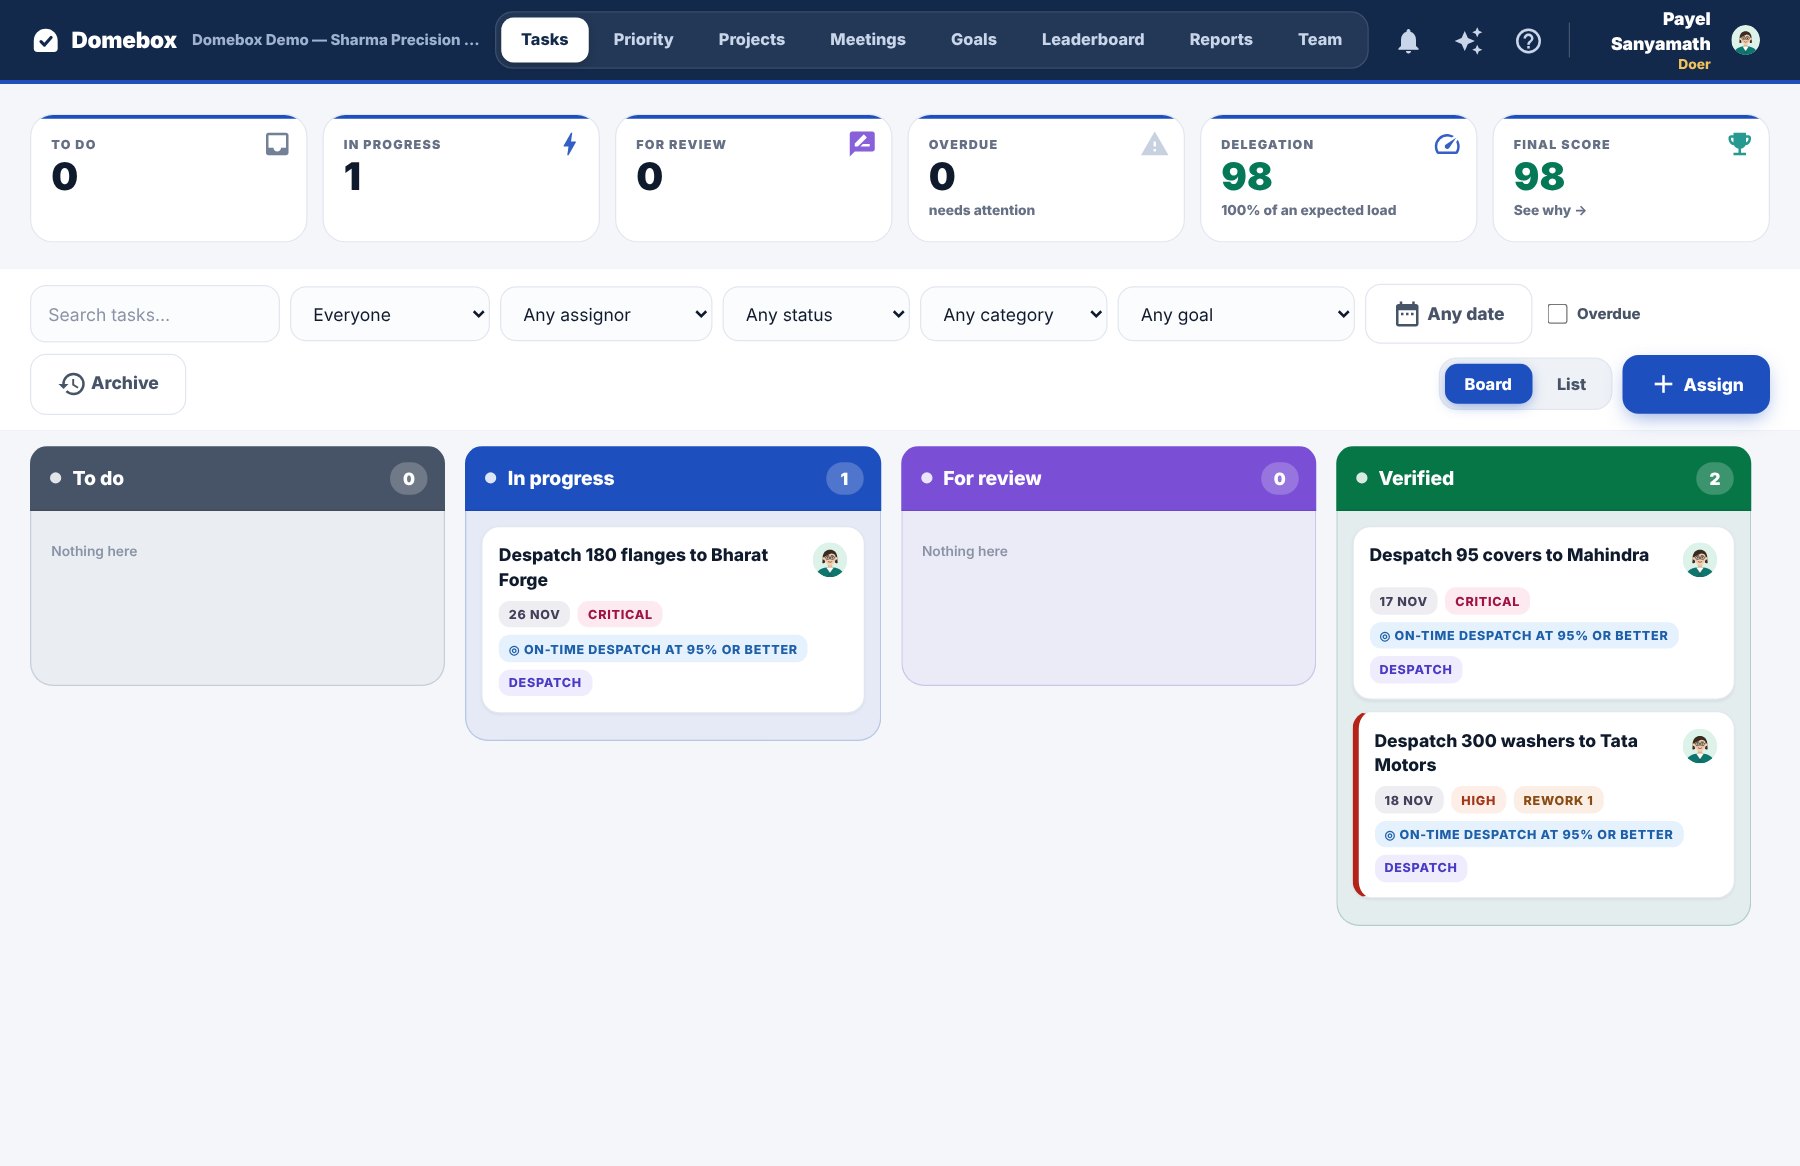 Domebox
Domebox Demo — Sharma Precision ...
Tasks
Priority
Projects
Meetings
Goals
Leaderboard
Reports
Team
Payel
Sanyamath
Doer
TO DO
0
IN PROGRESS
1
FOR REVIEW
0
OVERDUE
0
needs attention
DELEGATION
98
100% of an expected load
FINAL SCORE
98
See why →
Search tasks...
Everyone
Any assignor
Any status
Any category
Any goal
Any date
Overdue
Archive
Board
List
+ Assign
To do
0
Nothing here
In progress
1
Despatch 180 flanges to Bharat
Forge
26 NOV
CRITICAL
◎ ON-TIME DESPATCH AT 95% OR BETTER
DESPATCH
For review
0
Nothing here
Verified
2
Despatch 95 covers to Mahindra
17 NOV
CRITICAL
◎ ON-TIME DESPATCH AT 95% OR BETTER
DESPATCH
Despatch 300 washers to Tata
Motors
18 NOV
HIGH
REWORK 1
◎ ON-TIME DESPATCH AT 95% OR BETTER
DESPATCH